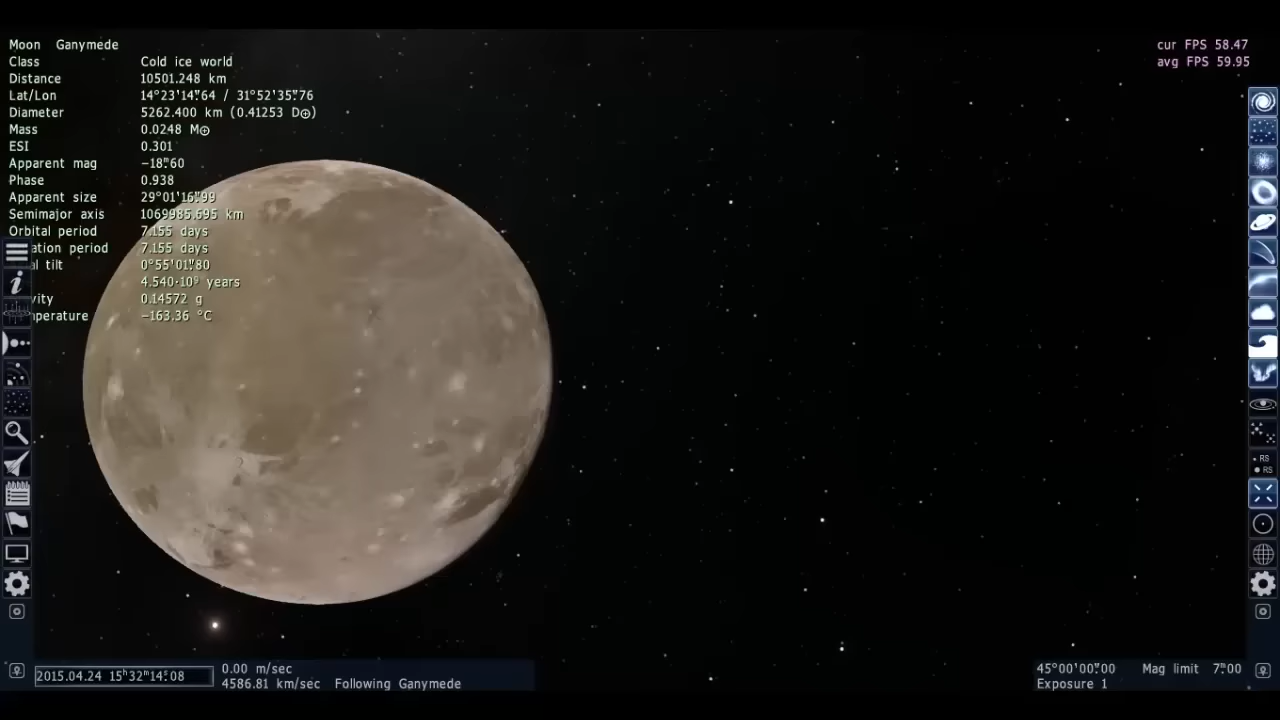 Moon Ganymede
Class Cold ice world
Distance 10501.248 km
Lat/Lon 14°23'14."64 / 31°52'35."76
Diameter 5262.400 km (0.41253 D⊕)
Mass 0.0248 M⊕
ESI 0.301
Apparent mag −18.ᵐ60
Phase 0.938
Apparent size 29°01'16."99
Semimajor axis 1069985.695 km
Orbital period 7.155 days
ation period 7.155 days
al tilt 0°55'01."80
4.540·10⁹ years
vity 0.14572 g
perature −163.36 °C
cur FPS 58.47
avg FPS 59.95
RS
RS
2015.04.24 15ʰ32ᵐ14.ˢ08
0.00 m/sec
4586.81 km/sec Following Ganymede
45°00'00."00 Mag limit 7.ᵐ00
Exposure 1